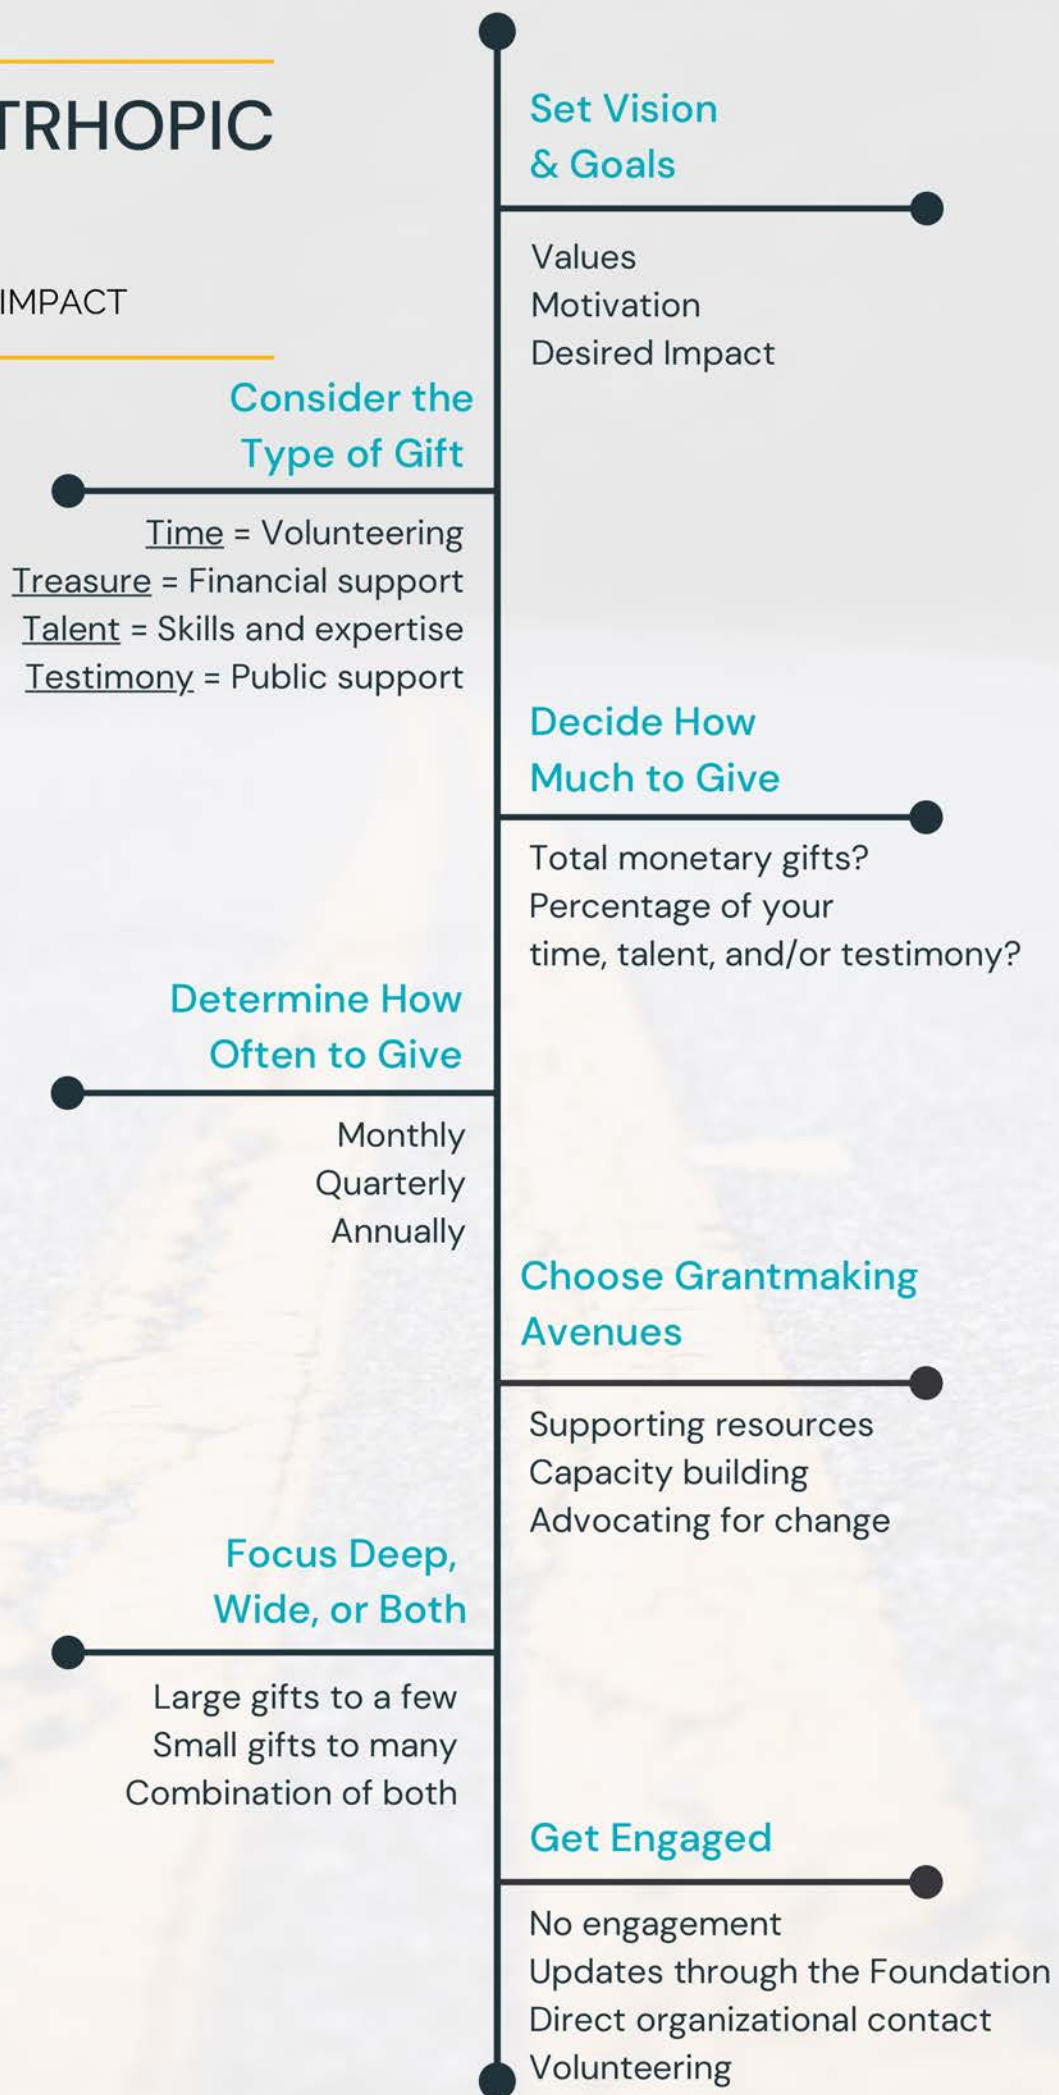 TRHOPIC
IMPACT
Set Vision
& Goals
Values
Motivation
Desired Impact
Consider the
Type of Gift
Time = Volunteering
Treasure = Financial support
Talent = Skills and expertise
Testimony = Public support
Decide How
Much to Give
Total monetary gifts?
Percentage of your
time, talent, and/or testimony?
Determine How
Often to Give
Monthly
Quarterly
Annually
Choose Grantmaking
Avenues
Supporting resources
Capacity building
Advocating for change
Focus Deep,
Wide, or Both
Large gifts to a few
Small gifts to many
Combination of both
Get Engaged
No engagement
Updates through the Foundation
Direct organizational contact
Volunteering